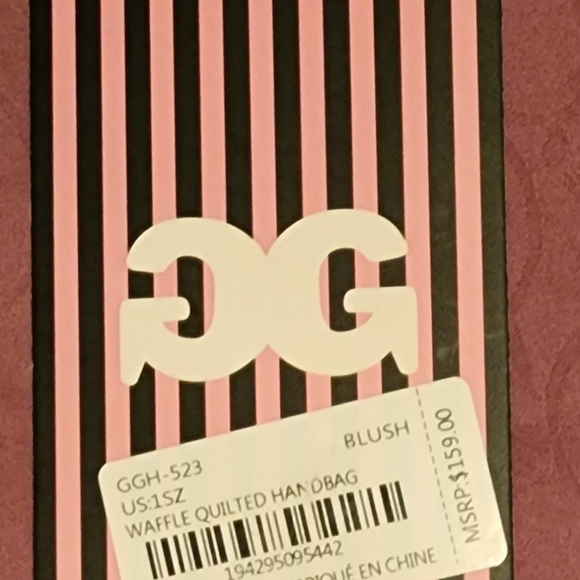 GG
GGH-523 BLUSH
US:1SZ
WAFFLE QUILTED HANDBAG
194295095442
EN CHINE
MSRP:$159.00